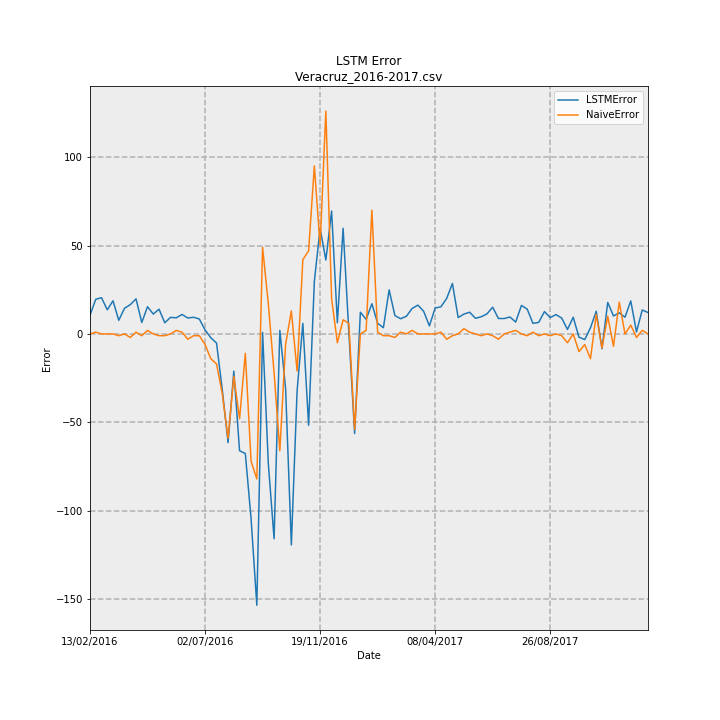 LSTM Error
Veracruz_2016-2017.csv
LSTMError
NaiveError
100
50
0
−50
−100
−150
Error
13/02/2016
02/07/2016
19/11/2016
08/04/2017
26/08/2017
Date